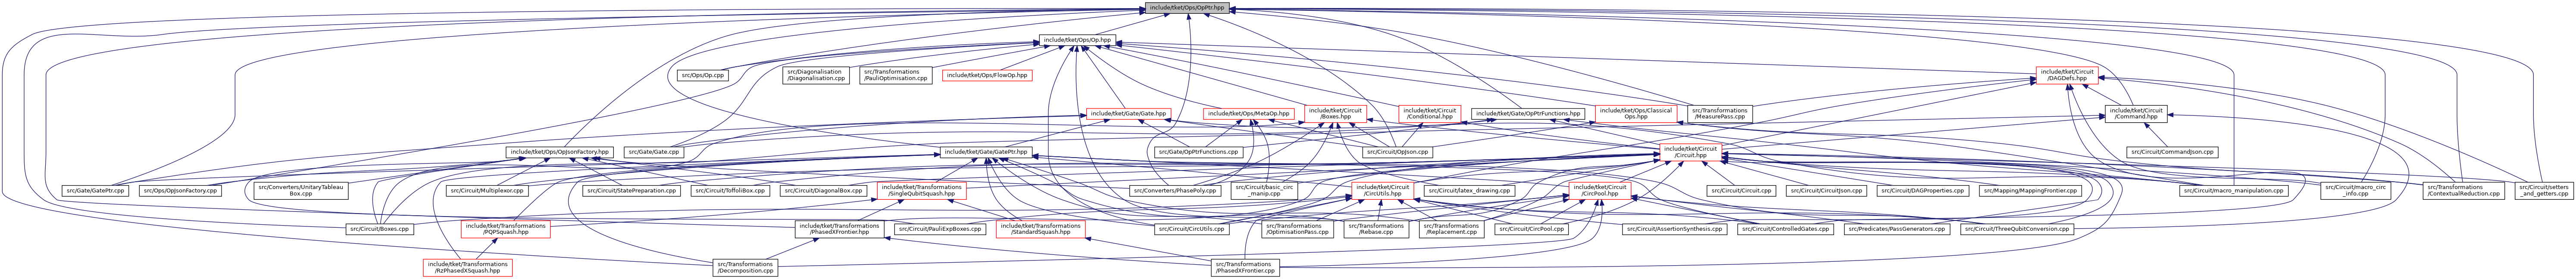 include/tket/Ops/OpPtr.hpp
include/tket/Ops/Op.hpp
src/Ops/Op.cpp
src/Diagonalisation
/Diagonalisation.cpp
src/Transformations
/PauliOptimisation.cpp
include/tket/Ops/FlowOp.hpp
include/tket/Circuit
/DAGDefs.hpp
include/tket/Gate/Gate.hpp
include/tket/Ops/MetaOp.hpp
include/tket/Circuit
/Boxes.hpp
include/tket/Circuit
/Conditional.hpp
include/tket/Gate/OpPtrFunctions.hpp
include/tket/Ops/Classical
Ops.hpp
src/Transformations
/MeasurePass.cpp
include/tket/Circuit
/Command.hpp
include/tket/Ops/OpJsonFactory.hpp
src/Gate/Gate.cpp
include/tket/Gate/GatePtr.hpp
src/Gate/OpPtrFunctions.cpp
src/Circuit/OpJson.cpp
include/tket/Circuit
/Circuit.hpp
src/Circuit/CommandJson.cpp
src/Gate/GatePtr.cpp
src/Ops/OpJsonFactory.cpp
src/Converters/UnitaryTableau
Box.cpp
src/Circuit/Multiplexor.cpp
src/Circuit/StatePreparation.cpp
src/Circuit/ToffoliBox.cpp
src/Circuit/DiagonalBox.cpp
include/tket/Transformations
/SingleQubitSquash.hpp
src/Converters/PhasePoly.cpp
src/Circuit/basic_circ
_manip.cpp
include/tket/Circuit
/CircUtils.hpp
src/Circuit/latex_drawing.cpp
include/tket/Circuit
/CircPool.hpp
src/Circuit/Circuit.cpp
src/Circuit/CircuitJson.cpp
src/Circuit/DAGProperties.cpp
src/Mapping/MappingFrontier.cpp
src/Circuit/macro_manipulation.cpp
src/Circuit/macro_circ
_info.cpp
src/Transformations
/ContextualReduction.cpp
src/Circuit/setters
_and_getters.cpp
src/Circuit/Boxes.cpp
include/tket/Transformations
/PQPSquash.hpp
include/tket/Transformations
/PhasedXFrontier.hpp
src/Circuit/PauliExpBoxes.cpp
include/tket/Transformations
/StandardSquash.hpp
src/Circuit/CircUtils.cpp
src/Transformations
/OptimisationPass.cpp
src/Transformations
/Rebase.cpp
src/Transformations
/Replacement.cpp
src/Circuit/CircPool.cpp
src/Circuit/AssertionSynthesis.cpp
src/Circuit/ControlledGates.cpp
src/Predicates/PassGenerators.cpp
src/Circuit/ThreeQubitConversion.cpp
include/tket/Transformations
/RzPhasedXSquash.hpp
src/Transformations
/Decomposition.cpp
src/Transformations
/PhasedXFrontier.cpp